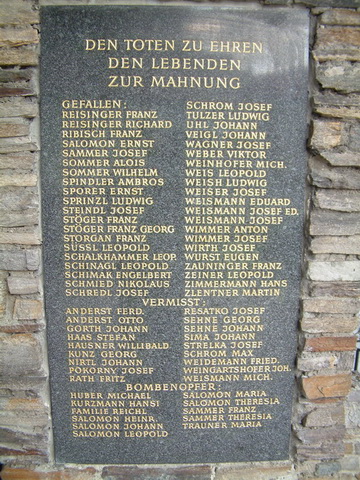 DEN TOTEN ZU EHREN
DEN LEBENDEN
ZUR MAHNUNG
GEFALLEN:
REISINGER FRANZ
REISINGER RICHARD
RIBISCH FRANZ
SALOMON ERNST
SAMMER JOSEF
SOMMER ALOIS
SOMMER WILHELM
SPINDLER AMBROS
SPORER ERNST
SPRINZL LUDWIG
STEINDL JOSEF
STÖGER FRANZ
STÖGER FRANZ GEORG
STORGAN FRANZ
SÜSSL LEOPOLD
SCHALKHAMMER LEOP.
SCHINAGL LEOPOLD
SCHIMAK ENGELBERT
SCHMIED NIKOLAUS
SCHREDL JOSEF
SCHROM JOSEF
TULZER LUDWIG
UHL JOHANN
VEIGL JOHANN
WAGNER JOSEF
WEBER VIKTOR
WEINHOFER MICH.
WEIS LEOPOLD
WEISH LUDWIG
WEISER JOSEF
WEISMANN EDUARD
WEISMANN JOSEF ED.
WEISMANN JOSEF
WIMMER ANTON
WIMMER JOSEF
WIRTH JOSEF
WURST EUGEN
ZAUNINGER FRANZ
ZEINER LEOPOLD
ZIMMERMANN HANS
ZLENTNER MARTIN
VERMISST:
ANDERST FERD.
ANDERST OTTO
GORTH JOHANN
HAAS STEFAN
HAUSNER WILLIBALD
KUNZ GEORG
NIRTL JOHANN
POKORNY JOSEF
RATH FRITZ
RESATKO JOSEF
SEHNE GEORG
SEHNE JOHANN
SIMA JOHANN
STRELKA JOSEF
SCHROM MAX
WEIDEMANN FRIED.
WEINGARTSHOFER JOH.
WEISMANN MICH.
BOMBENOPFER:
HUBER MICHAEL
KURZMANN HANSI
FAMILIE REICHL
SALOMON HEINR.
SALOMON JOHANN
SALOMON LEOPOLD
SALOMON MARIA
SALOMON THERESIA
SAMMER FRANZ
SAMMER THERESIA
TRAUNER MARIA